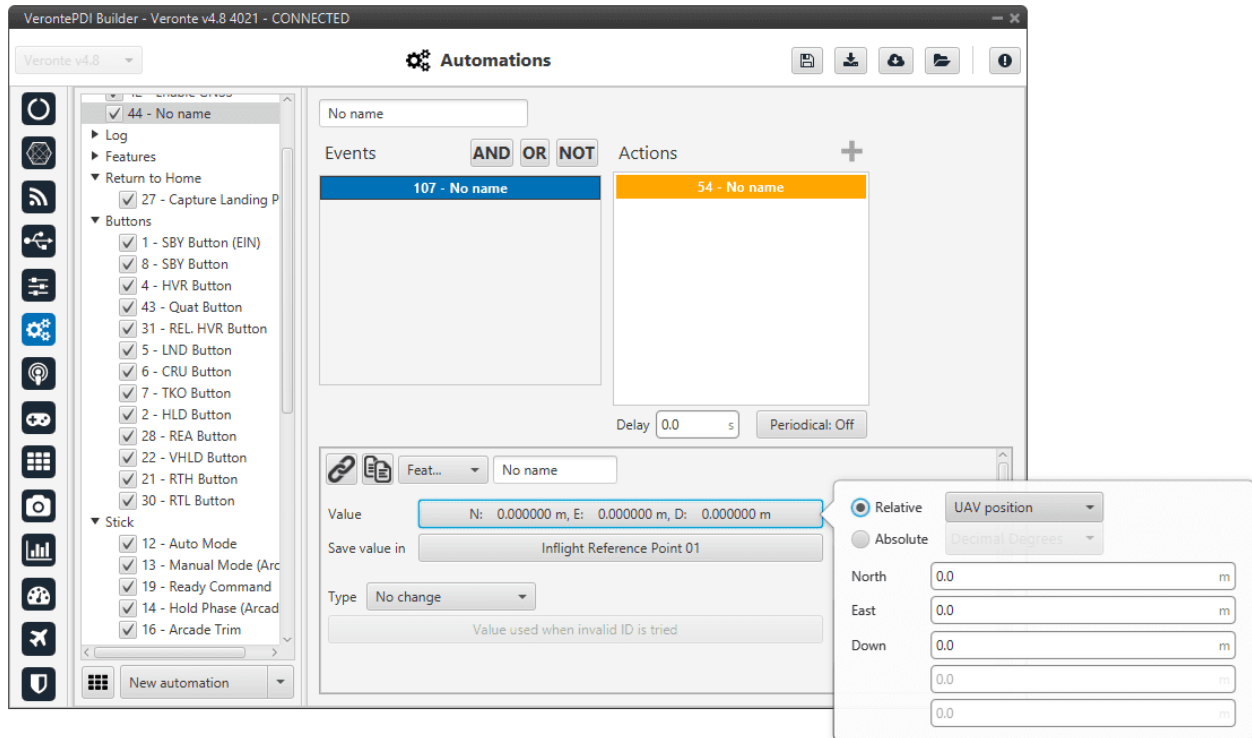 VerontePDI Builder - Veronte v4.8 4021 - CONNECTED
Veronte v4.8
Automations
42 - Enable GNSS
44 - No name
Log
Features
Return to Home
27 - Capture Landing P
Buttons
1 - SBY Button (EIN)
8 - SBY Button
4 - HVR Button
43 - Quat Button
31 - REL. HVR Button
5 - LND Button
6 - CRU Button
7 - TKO Button
2 - HLD Button
28 - REA Button
22 - VHLD Button
21 - RTH Button
30 - RTL Button
Stick
12 - Auto Mode
13 - Manual Mode (Arc
19 - Ready Command
14 - Hold Phase (Arcad
16 - Arcade Trim
New automation
No name
Events AND OR NOT Actions
107 - No name
54 - No name
Delay 0.0 s Periodical: Off
Feat... No name
Value N: 0.000000 m, E: 0.000000 m, D: 0.000000 m
Save value in Inflight Reference Point 01
Type No change
Value used when invalid ID is tried
Relative UAV position
Absolute Decimal Degrees
North 0.0 m
East 0.0 m
Down 0.0 m
0.0 m
0.0 m